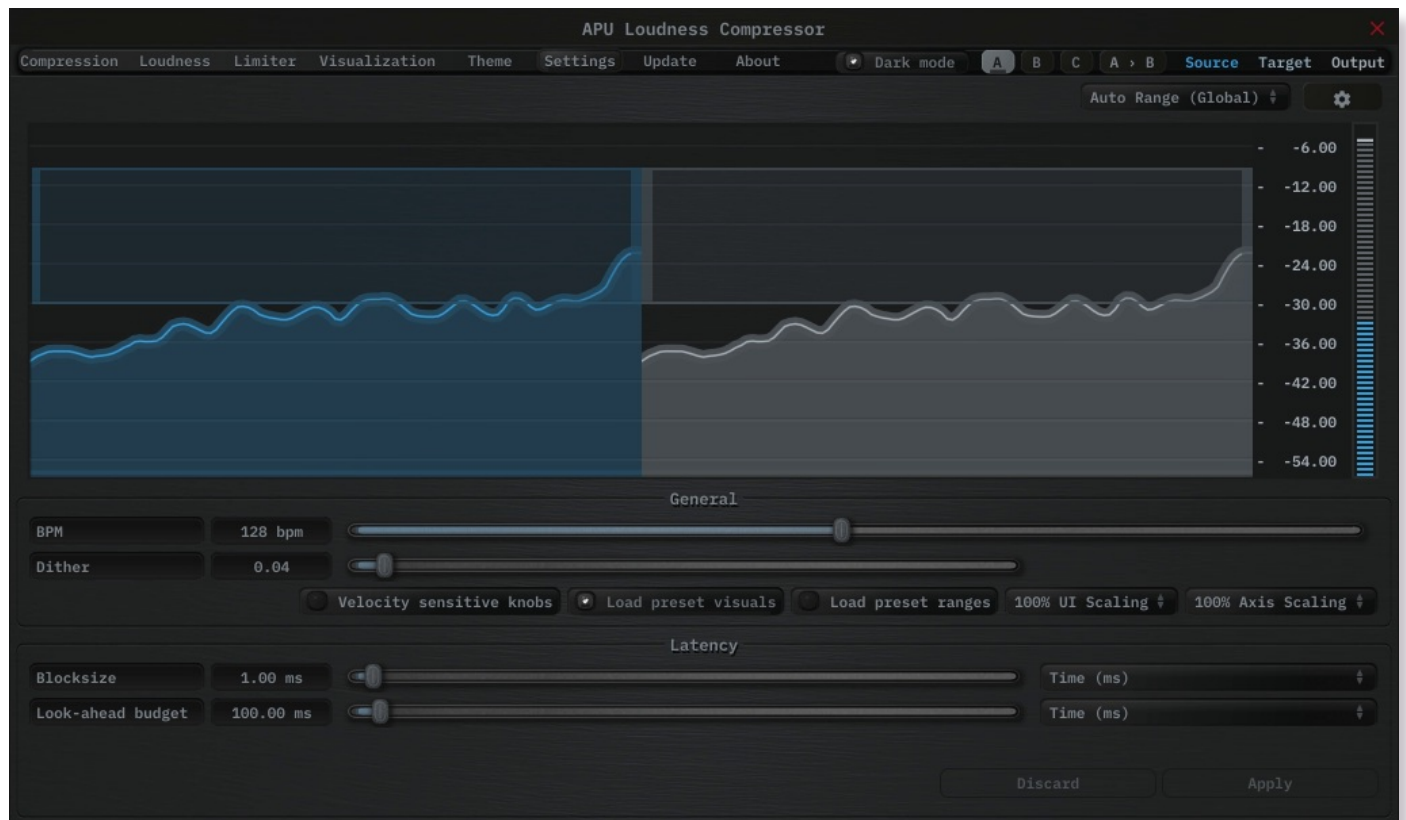 APU Loudness Compressor
Compression Loudness Limiter Visualization Theme Settings Update About Dark mode A B C A › B Source Target Output
Auto Range (Global)
- -6.00
- -12.00
- -18.00
- -24.00
- -30.00
- -36.00
- -42.00
- -48.00
- -54.00
General
BPM 128 bpm
Dither 0.04
Velocity sensitive knobs Load preset visuals Load preset ranges 100% UI Scaling 100% Axis Scaling
Latency
Blocksize 1.00 ms Time (ms)
Look-ahead budget 100.00 ms Time (ms)
Discard Apply